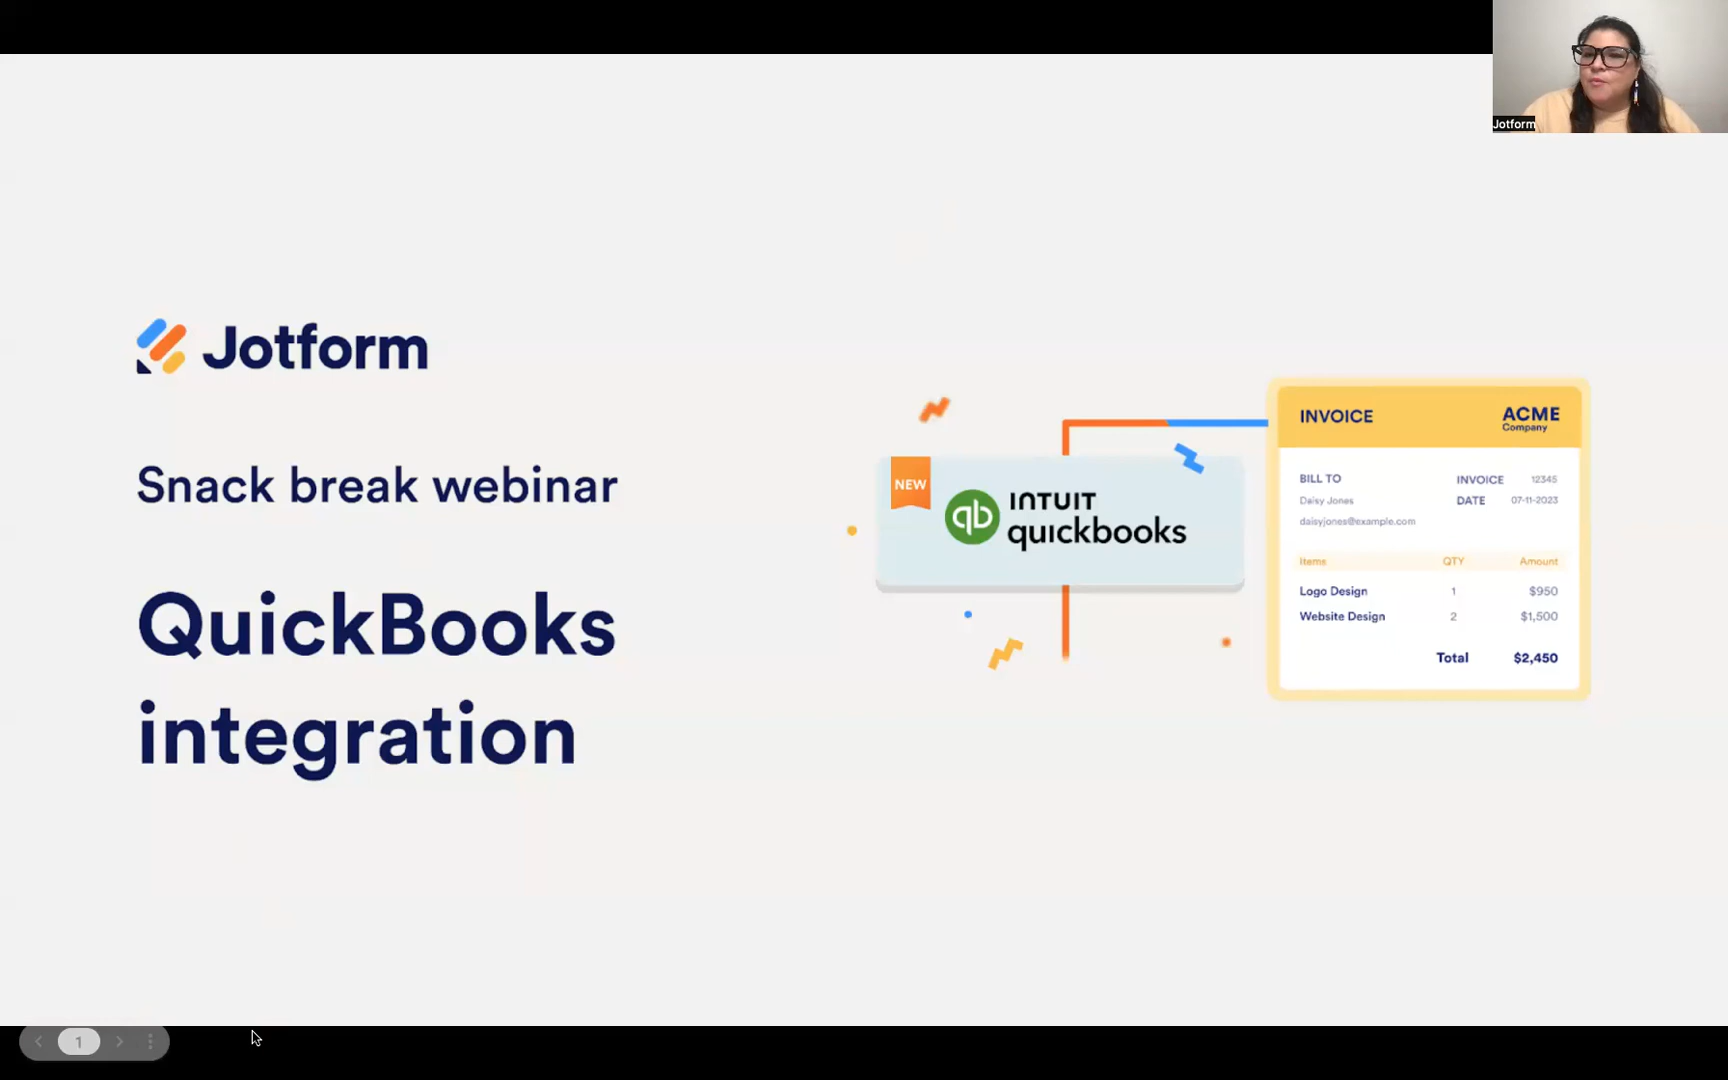 Jotform
Jotform
Snack break webinar
QuickBooks
integration
NEW
INTUIT
qb quickbooks
INVOICE ACME
Company
BILL TO INVOICE 12345
Daisy Jones DATE 07-11-2023
daisyjones@example.com
Items QTY Amount
Logo Design 1 $950
Website Design 2 $1,500
Total $2,450
1